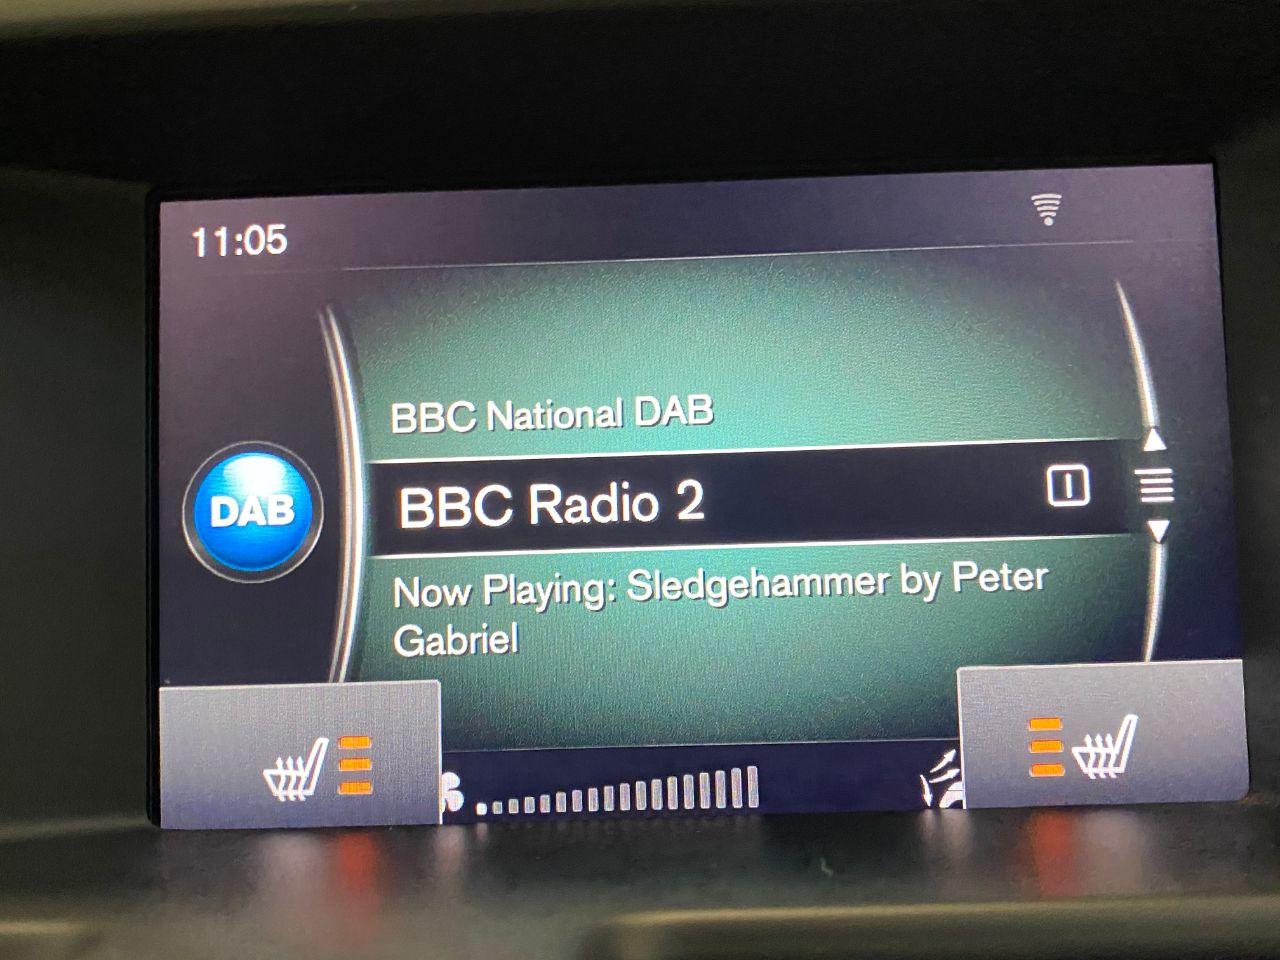 11:05
BBC National DAB
DAB
BBC Radio 2
Now Playing: Sledgehammer by Peter
Gabriel